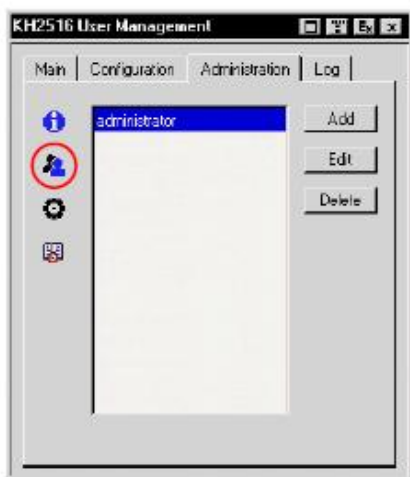 KH2516 User Management
Main Configuration Administration Log
administrator
Add
Edit
Delete